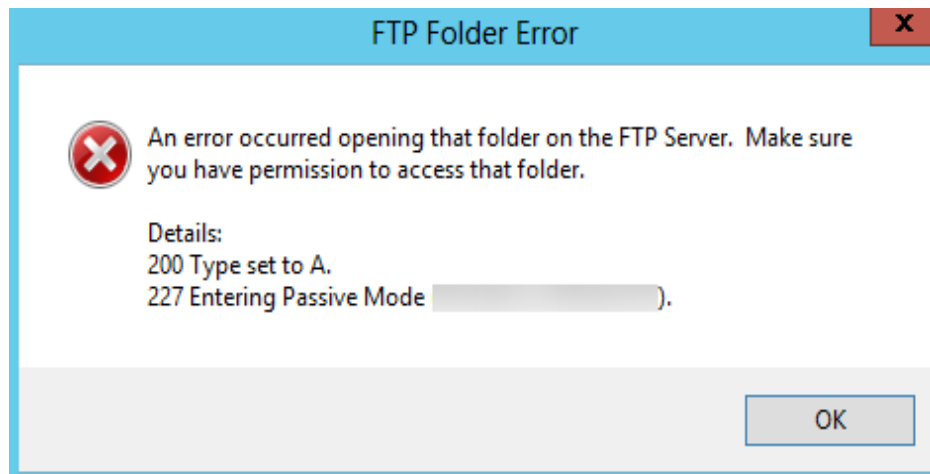 FTP Folder Error
x
An error occurred opening that folder on the FTP Server.  Make sure
you have permission to access that folder.
Details:
200 Type set to A.
227 Entering Passive Mode ).
OK